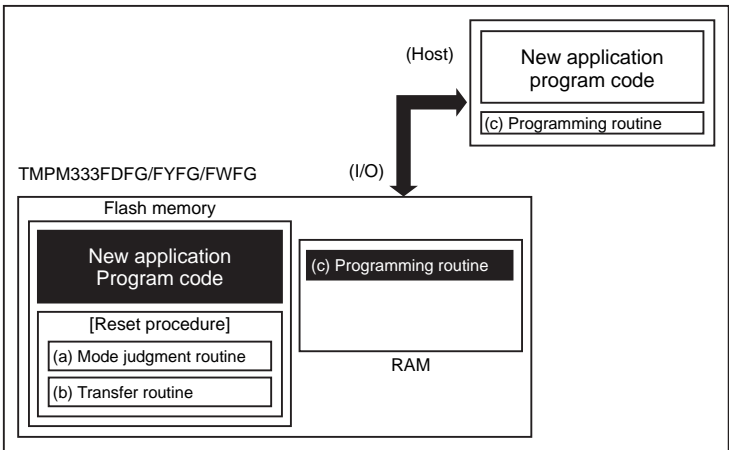 (Host)
New application
program code
(c) Programming routine
(I/O)
TMPM333FDFG/FYFG/FWFG
Flash memory
New application
Program code
[Reset procedure]
(a) Mode judgment routine
(b) Transfer routine
(c) Programming routine
RAM